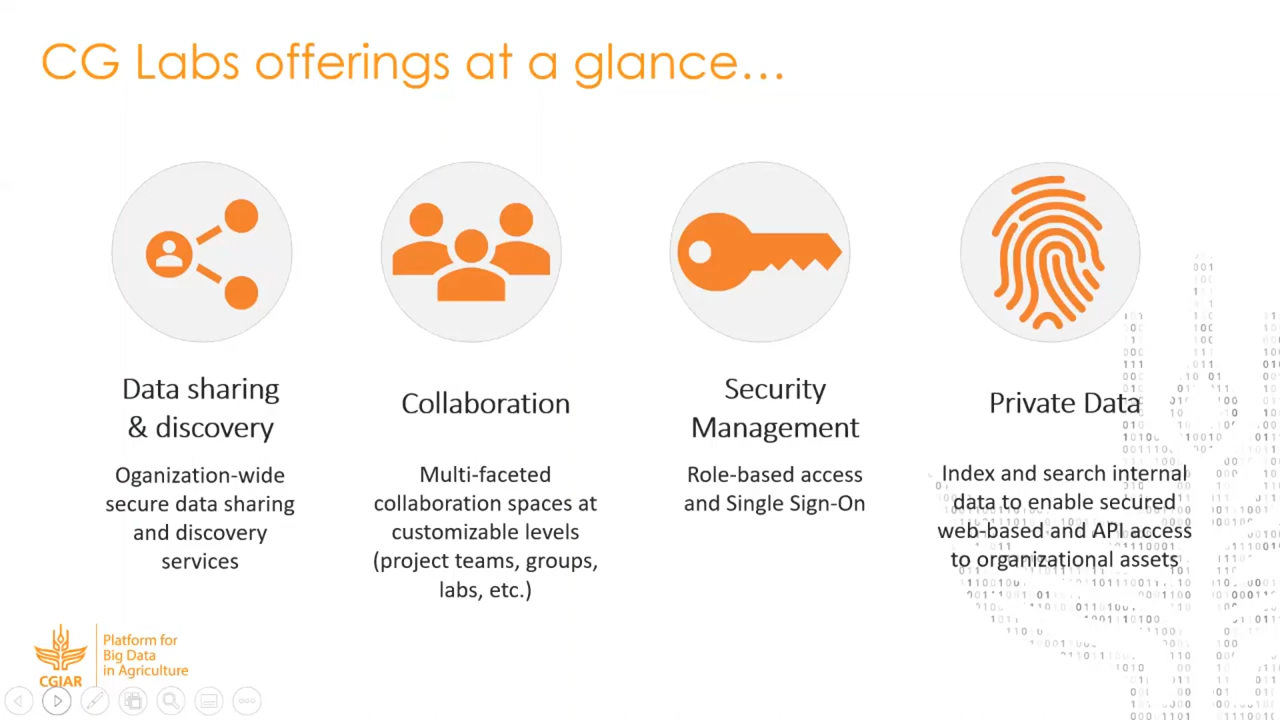 CG Labs offerings at a glance...
Data sharing
& discovery
Oganization-wide
secure data sharing
and discovery
services
Collaboration
Multi-faceted
collaboration spaces at
customizable levels
(project teams, groups,
labs, etc.)
Security
Management
Role-based access
and Single Sign-On
Private Data
Index and search internal
data to enable secured
web-based and API access
to organizational assets
CGIAR
Platform for
Big Data
in Agriculture